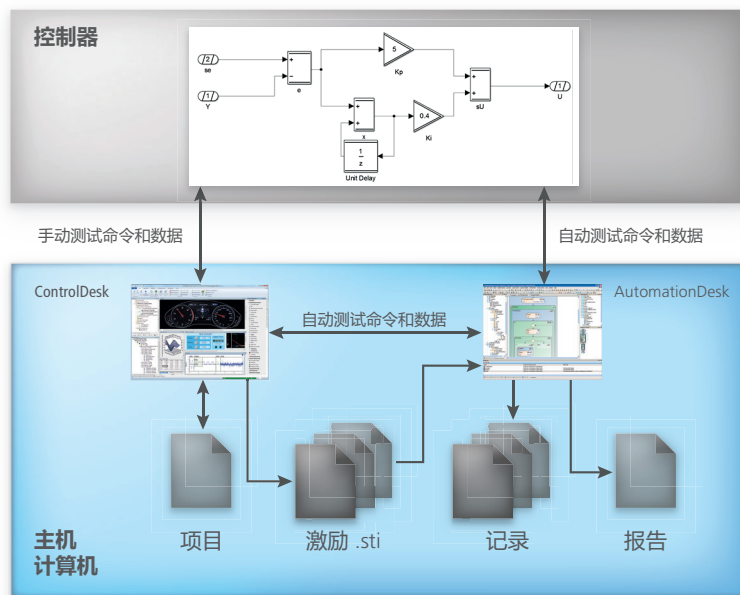 控制器
2
se
1
Y
+
−
e
5
Kp
+
+
x
1
z
Unit Delay
0.4
Ki
+
+
sU
1
U
手动测试命令和数据
自动测试命令和数据
ControlDesk
AutomationDesk
自动测试命令和数据
项目
激励 .sti
记录
报告
主机
计算机